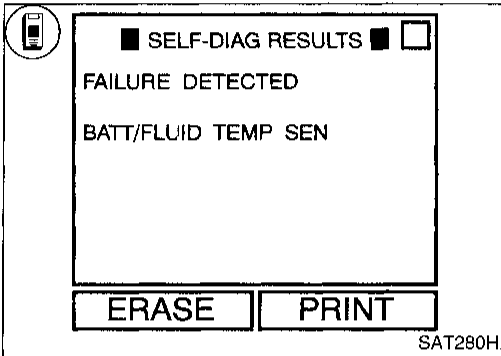 SELF-DIAG RESULTS
FAILURE DETECTED
BATT/FLUID TEMP SEN
ERASE PRINT
SAT280H